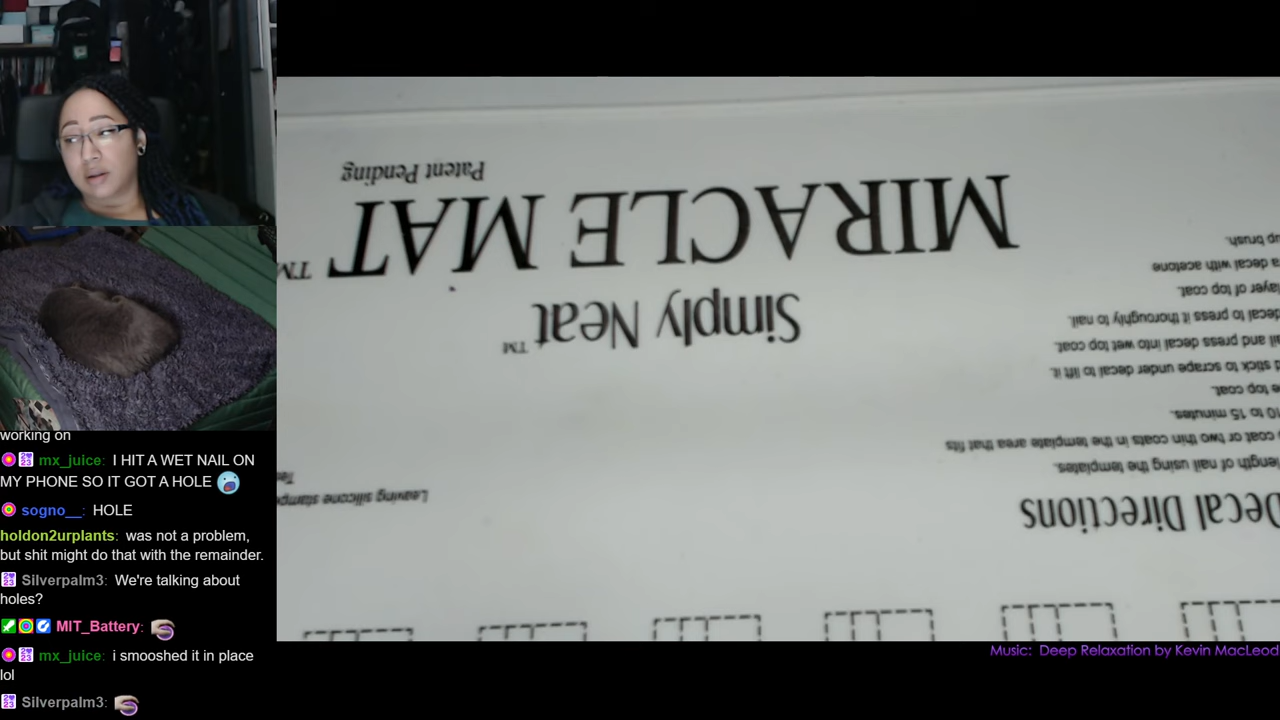 Patent Pending
MIRACLE MAT™
Simply Neat™
up brush.
a decal with acetone
layer of top coat.
decal to press it thoroughly to nail.
ail and press decal into wet top coat.
d stick to scrape under decal to lift it.
e top coat.
10 to 15 minutes.
coat or two thin coats in the template area that fits
length of nail using the templates.
Decal Directions
Leaving silicone stampe
working on
mx_juice: I HIT A WET NAIL ON
MY PHONE SO IT GOT A HOLE
sogno__: HOLE
holdon2urplants: was not a problem,
but shit might do that with the remainder.
Silverpalm3: We're talking about
holes?
MIT_Battery:
mx_juice: i smooshed it in place
lol
Silverpalm3:
Music: Deep Relaxation by Kevin MacLeod